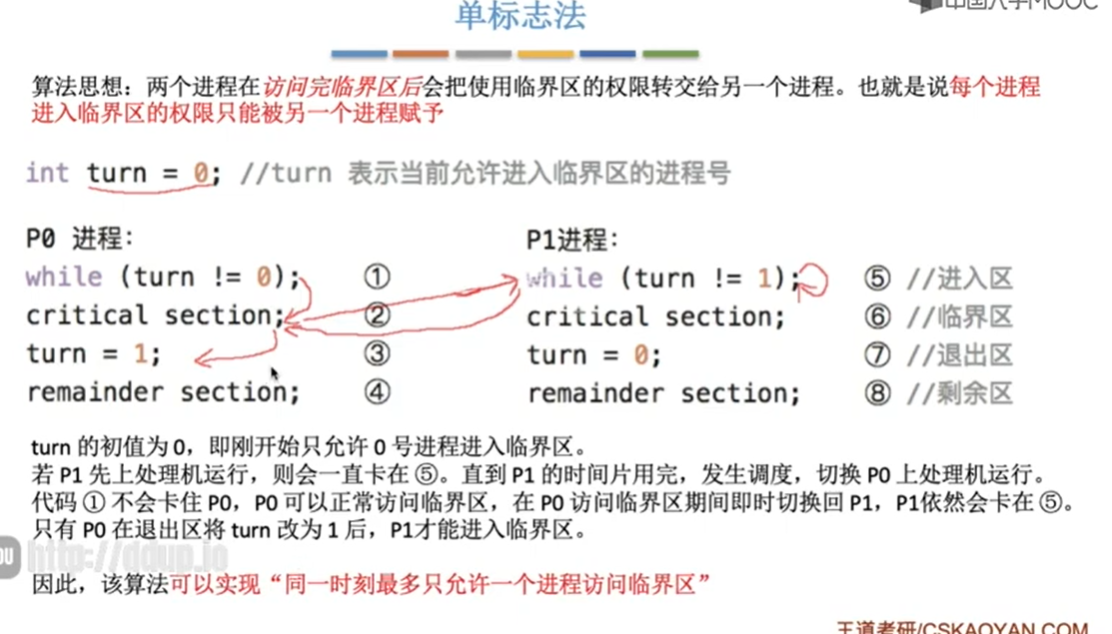 单标志法
中国大学MOOC
算法思想：两个进程在访问完临界区后会把使用临界区的权限转交给另一个进程。也就是说每个进程
进入临界区的权限只能被另一个进程赋予
int turn = 0; //turn 表示当前允许进入临界区的进程号
P0 进程：
while (turn != 0); ①
critical section; ②
turn = 1; ③
remainder section; ④
P1进程：
while (turn != 1); ⑤ //进入区
critical section; ⑥ //临界区
turn = 0; ⑦ //退出区
remainder section; ⑧ //剩余区
turn 的初值为 0，即刚开始只允许 0 号进程进入临界区。
若 P1 先上处理机运行，则会一直卡在 ⑤。直到 P1 的时间片用完，发生调度，切换 P0 上处理机运行。
代码 ① 不会卡住 P0，P0 可以正常访问临界区，在 P0 访问临界区期间即时切换回 P1，P1依然会卡在 ⑤。
只有 P0 在退出区将 turn 改为 1 后，P1才能进入临界区。
http://ddup.io
因此，该算法可以实现“同一时刻最多只允许一个进程访问临界区”
王道考研/CSKAOYAN.COM